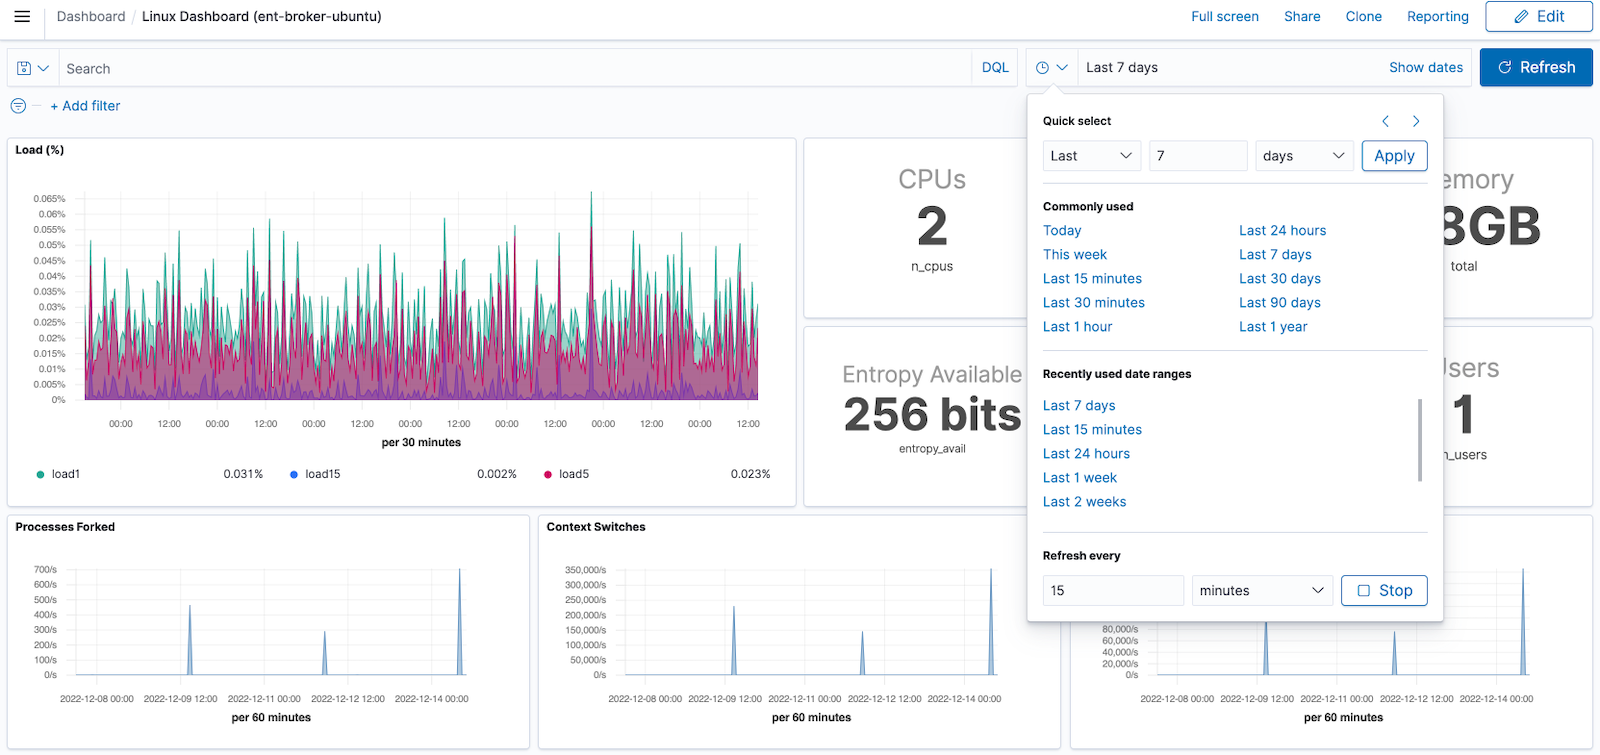 Dashboard / Linux Dashboard (ent-broker-ubuntu)
Full screen Share Clone Reporting Edit
Search DQL
Last 7 days Show dates Refresh
+ Add filter
Load (%)
0.065%
0.06%
0.055%
0.05%
0.045%
0.04%
0.035%
0.03%
0.025%
0.02%
0.015%
0.01%
0.005%
0%
00:00 12:00 00:00 12:00 00:00 12:00 00:00 12:00 00:00 12:00 00:00 12:00 00:00 12:00
per 30 minutes
load1 0.031% load15 0.002% load5 0.023%
CPUs
2
n_cpus
Entropy Available
256 bits
entropy_avail
Quick select
Last 7 days Apply
Commonly used
Today Last 24 hours
This week Last 7 days
Last 15 minutes Last 30 days
Last 30 minutes Last 90 days
Last 1 hour Last 1 year
Recently used date ranges
Last 7 days
Last 15 minutes
Last 24 hours
Last 1 week
Last 2 weeks
Refresh every
15 minutes Stop
emory
8GB
total
sers
1
n_users
Processes Forked
700/s
600/s
500/s
400/s
300/s
200/s
100/s
0/s
2022-12-08 00:00 2022-12-09 12:00 2022-12-11 00:00 2022-12-12 12:00 2022-12-14 00:00
per 60 minutes
Context Switches
350,000/s
300,000/s
250,000/s
200,000/s
150,000/s
100,000/s
50,000/s
0/s
2022-12-08 00:00 2022-12-09 12:00 2022-12-11 00:00 2022-12-12 12:00 2022-12-14 00:00
per 60 minutes
80,000/s
60,000/s
40,000/s
20,000/s
0/s
2022-12-08 00:00 2022-12-09 12:00 2022-12-11 00:00 2022-12-12 12:00 2022-12-14 00:00
per 60 minutes